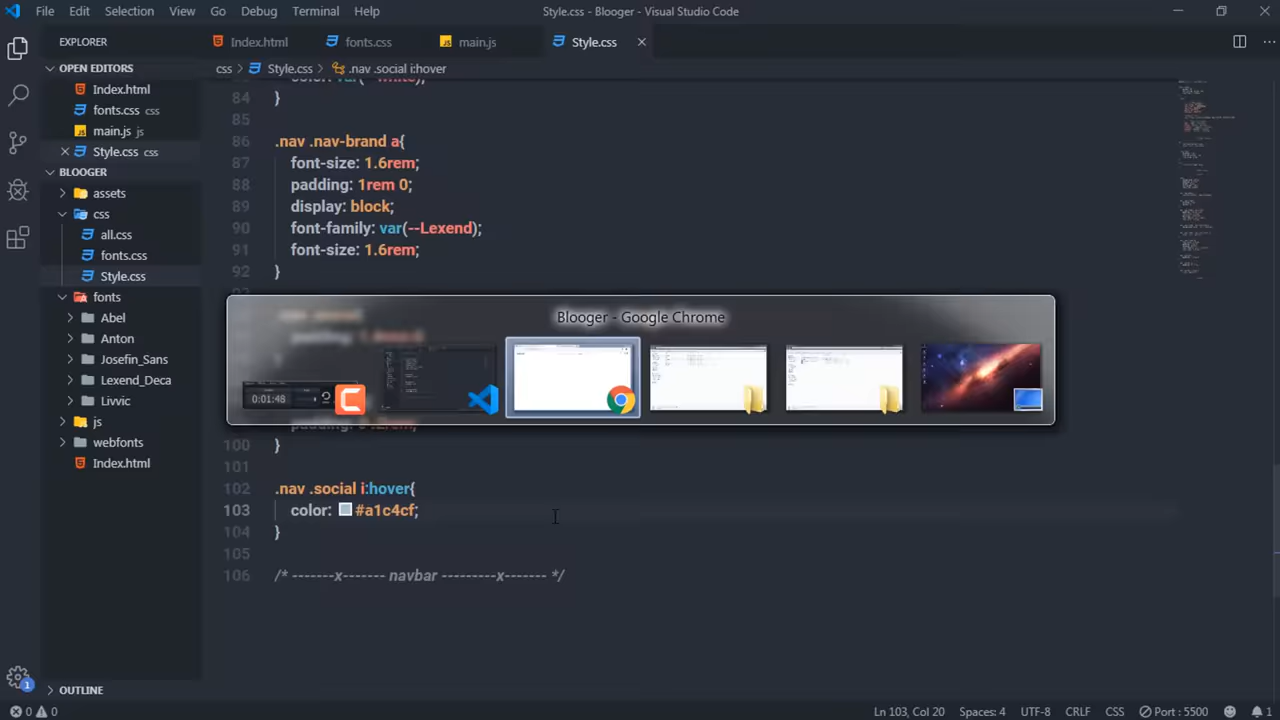 File Edit Selection View Go Debug Terminal Help
Style.css - Blooger - Visual Studio Code
EXPLORER
Index.html
fonts.css
main.js
Style.css
OPEN EDITORS
Index.html
fonts.css css
main.js js
Style.css css
BLOOGER
assets
css
all.css
fonts.css
Style.css
fonts
Abel
Anton
Josefin_Sans
Lexend_Deca
Livvic
js
webfonts
Index.html
OUTLINE
css > Style.css > .nav .social i:hover
84 }
85
86 .nav .nav-brand a{
87 font-size: 1.6rem;
88 padding: 1rem 0;
89 display: block;
90 font-family: var(--Lexend);
91 font-size: 1.6rem;
92 }
Blooger - Google Chrome
0:01:48
100 }
101
102 .nav .social i:hover{
103 color: #a1c4cf;
104 }
105
106 /* -------x------- navbar ---------x------- */
1
0 0
Ln 103, Col 20 Spaces: 4 UTF-8 CRLF CSS Port : 5500 1